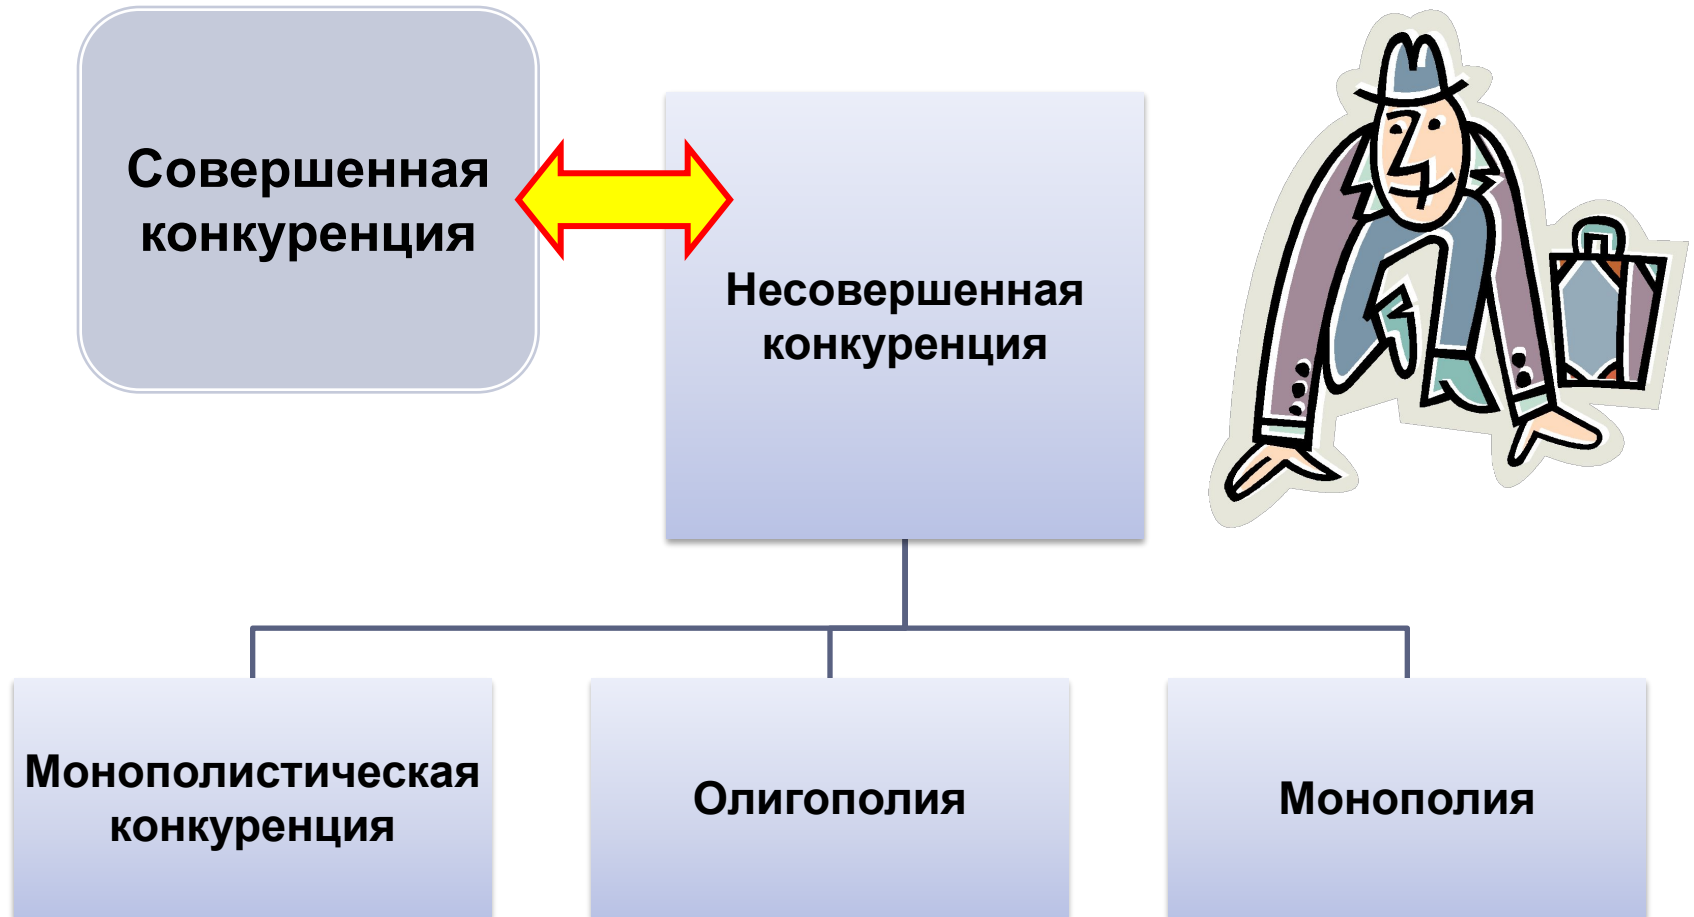 Совершенная
конкуренция
Несовершенная
конкуренция
Монополистическая
конкуренция
Олигополия
Монополия